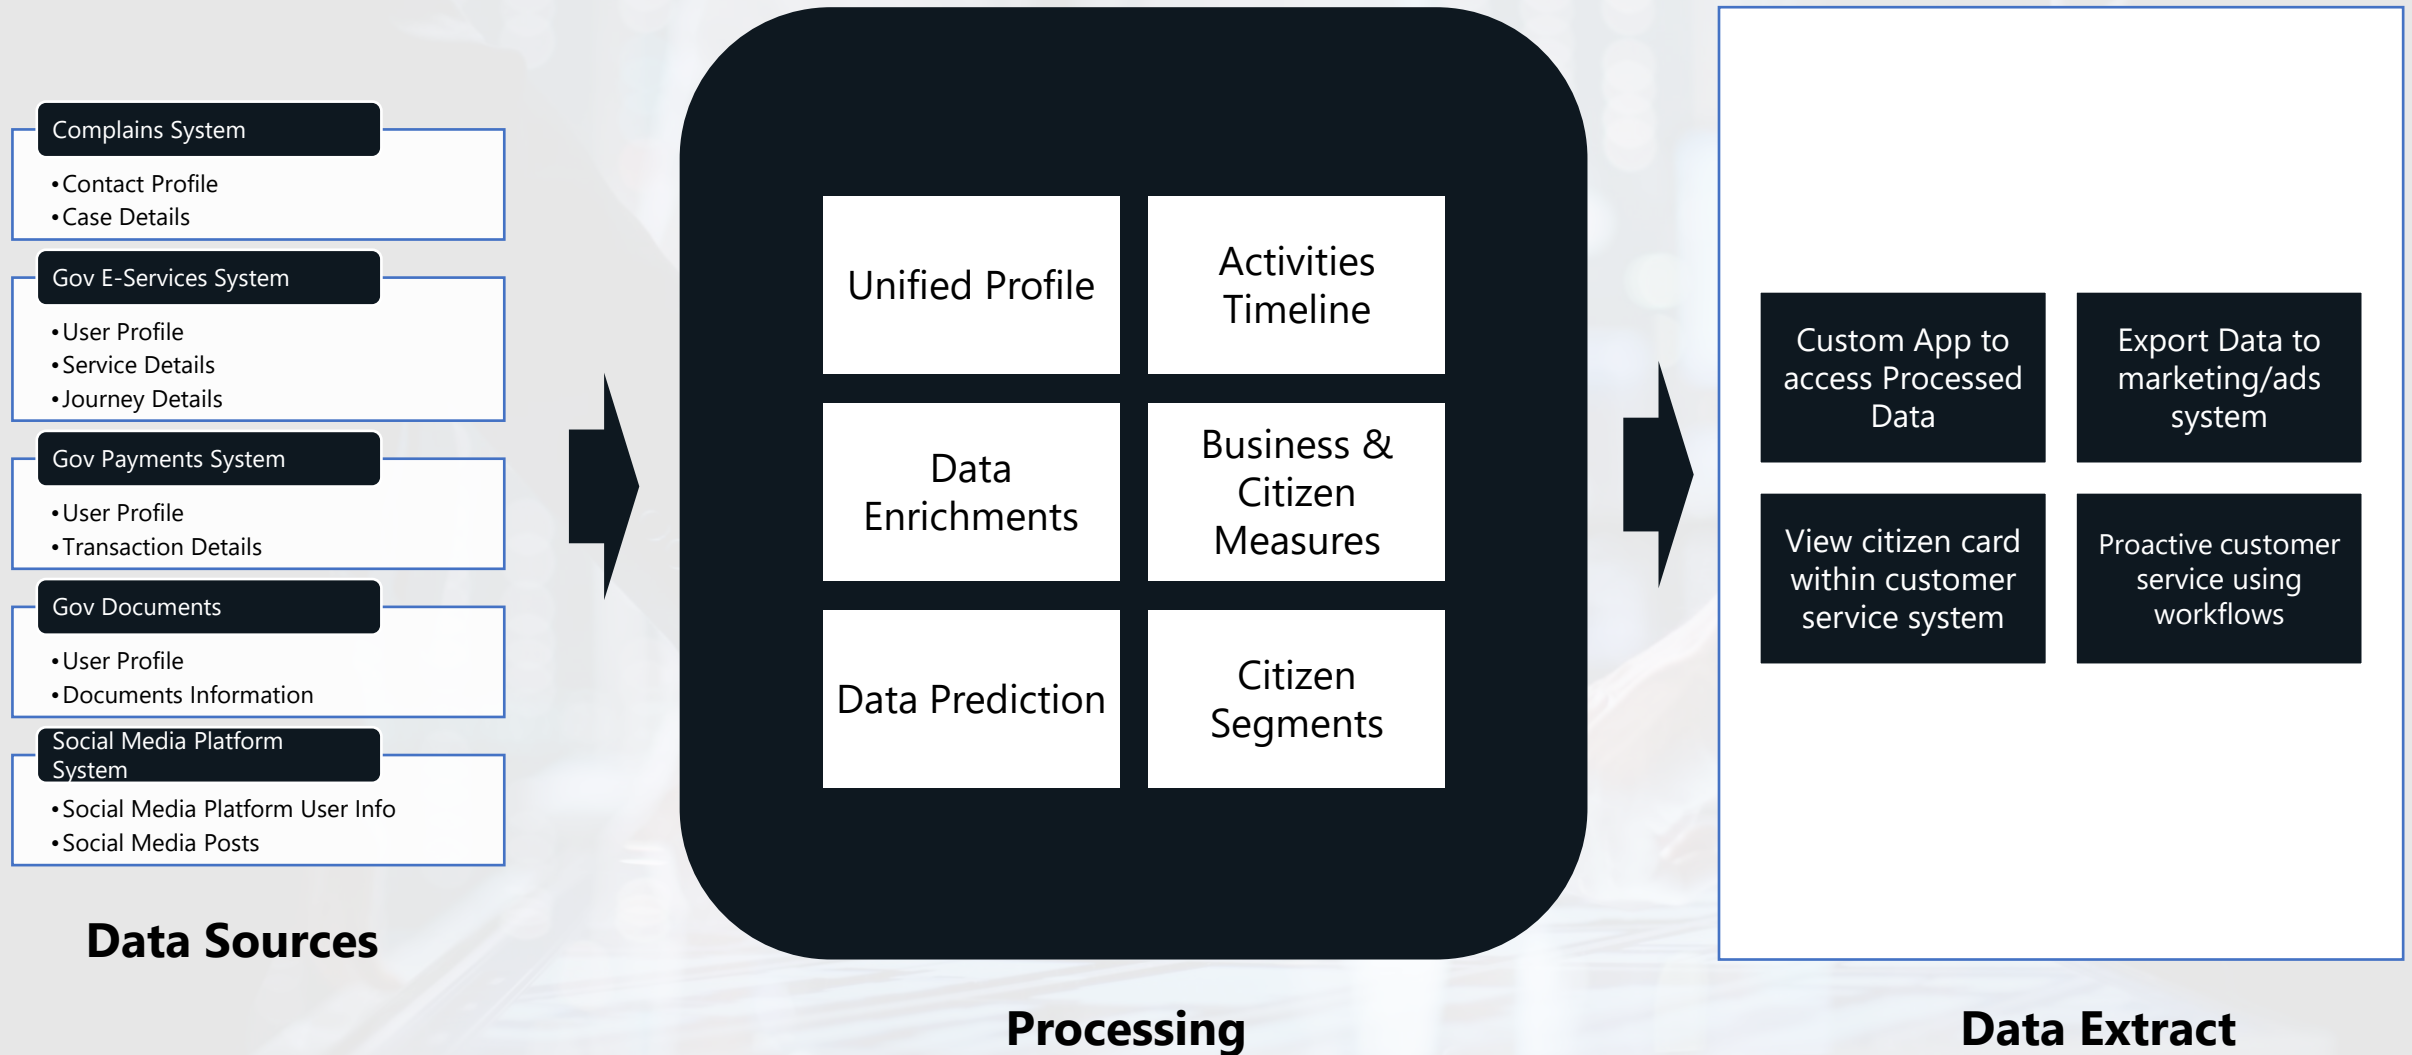 Complains System
•Contact Profile
•Case Details
Gov E-Services System
•User Profile
•Service Details
•Journey Details
Gov Payments System
•User Profile
•Transaction Details
Gov Documents
•User Profile
•Documents Information
Social Media Platform
System
•Social Media Platform User Info
•Social Media Posts
Data Sources
Unified Profile
Activities
Timeline
Data
Enrichments
Business &
Citizen
Measures
Data Prediction
Citizen
Segments
Processing
Custom App to
access Processed
Data
Export Data to
marketing/ads
system
View citizen card
within customer
service system
Proactive customer
service using
workflows
Data Extract